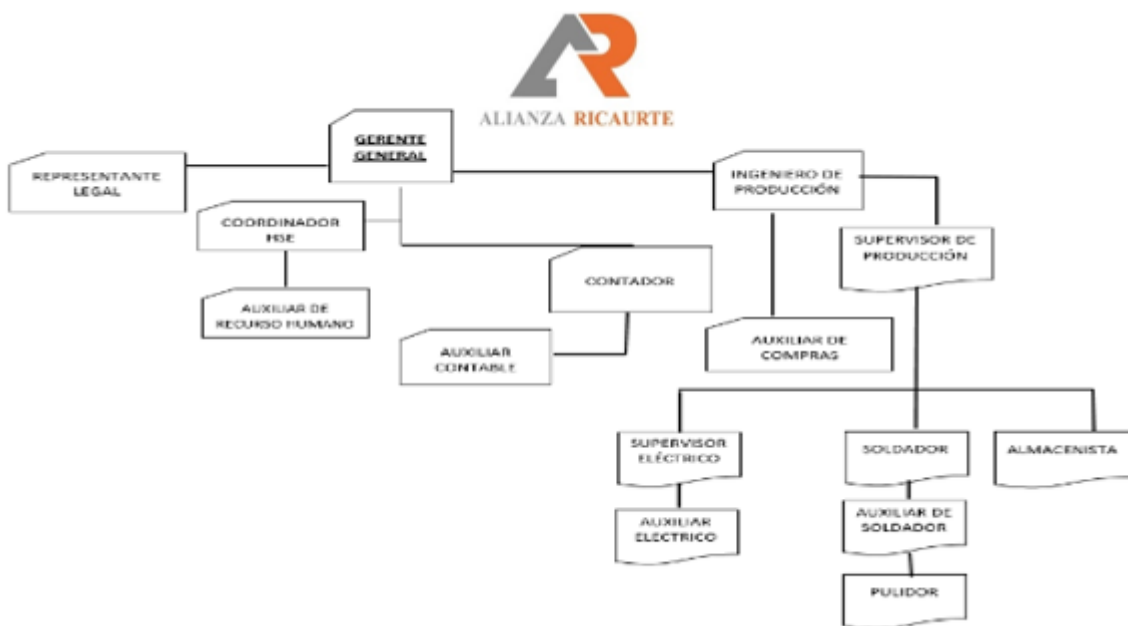 ALIANZA RICAURTE
GERENTE
GENERAL
REPRESENTANTE
LEGAL
INGENIERO DE
PRODUCCIÓN
COORDINADOR
HSE
SUPERVISOR DE
PRODUCCIÓN
CONTADOR
AUXILIAR DE
RECURSO HUMANO
AUXILIAR
CONTABLE
AUXILIAR DE
COMPRAS
SUPERVISOR
ELÉCTRICO
SOLDADOR
ALMACENISTA
AUXILIAR
ELECTRICO
AUXILIAR DE
SOLDADOR
PULIDOR